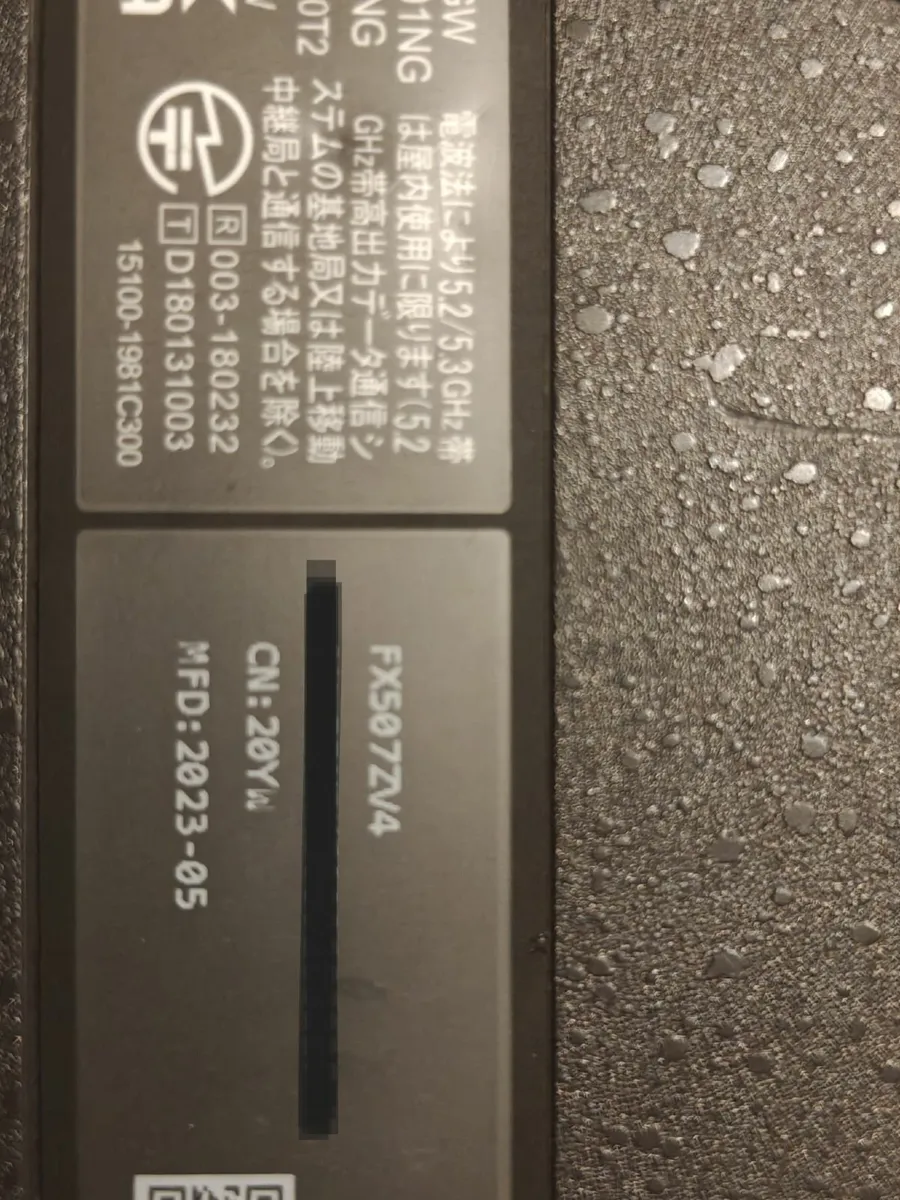 電波法により5.2/5.3GHz帯
は屋内使用に限ります(5.2
GHz帯高出力データ通信シ
ステムの基地局又は陸上移動
中継局と通信する場合を除く)。
R 003-180232
T D180131003
15100-1981C300
FX507ZV4
CN:20YW
MFD:2023-05